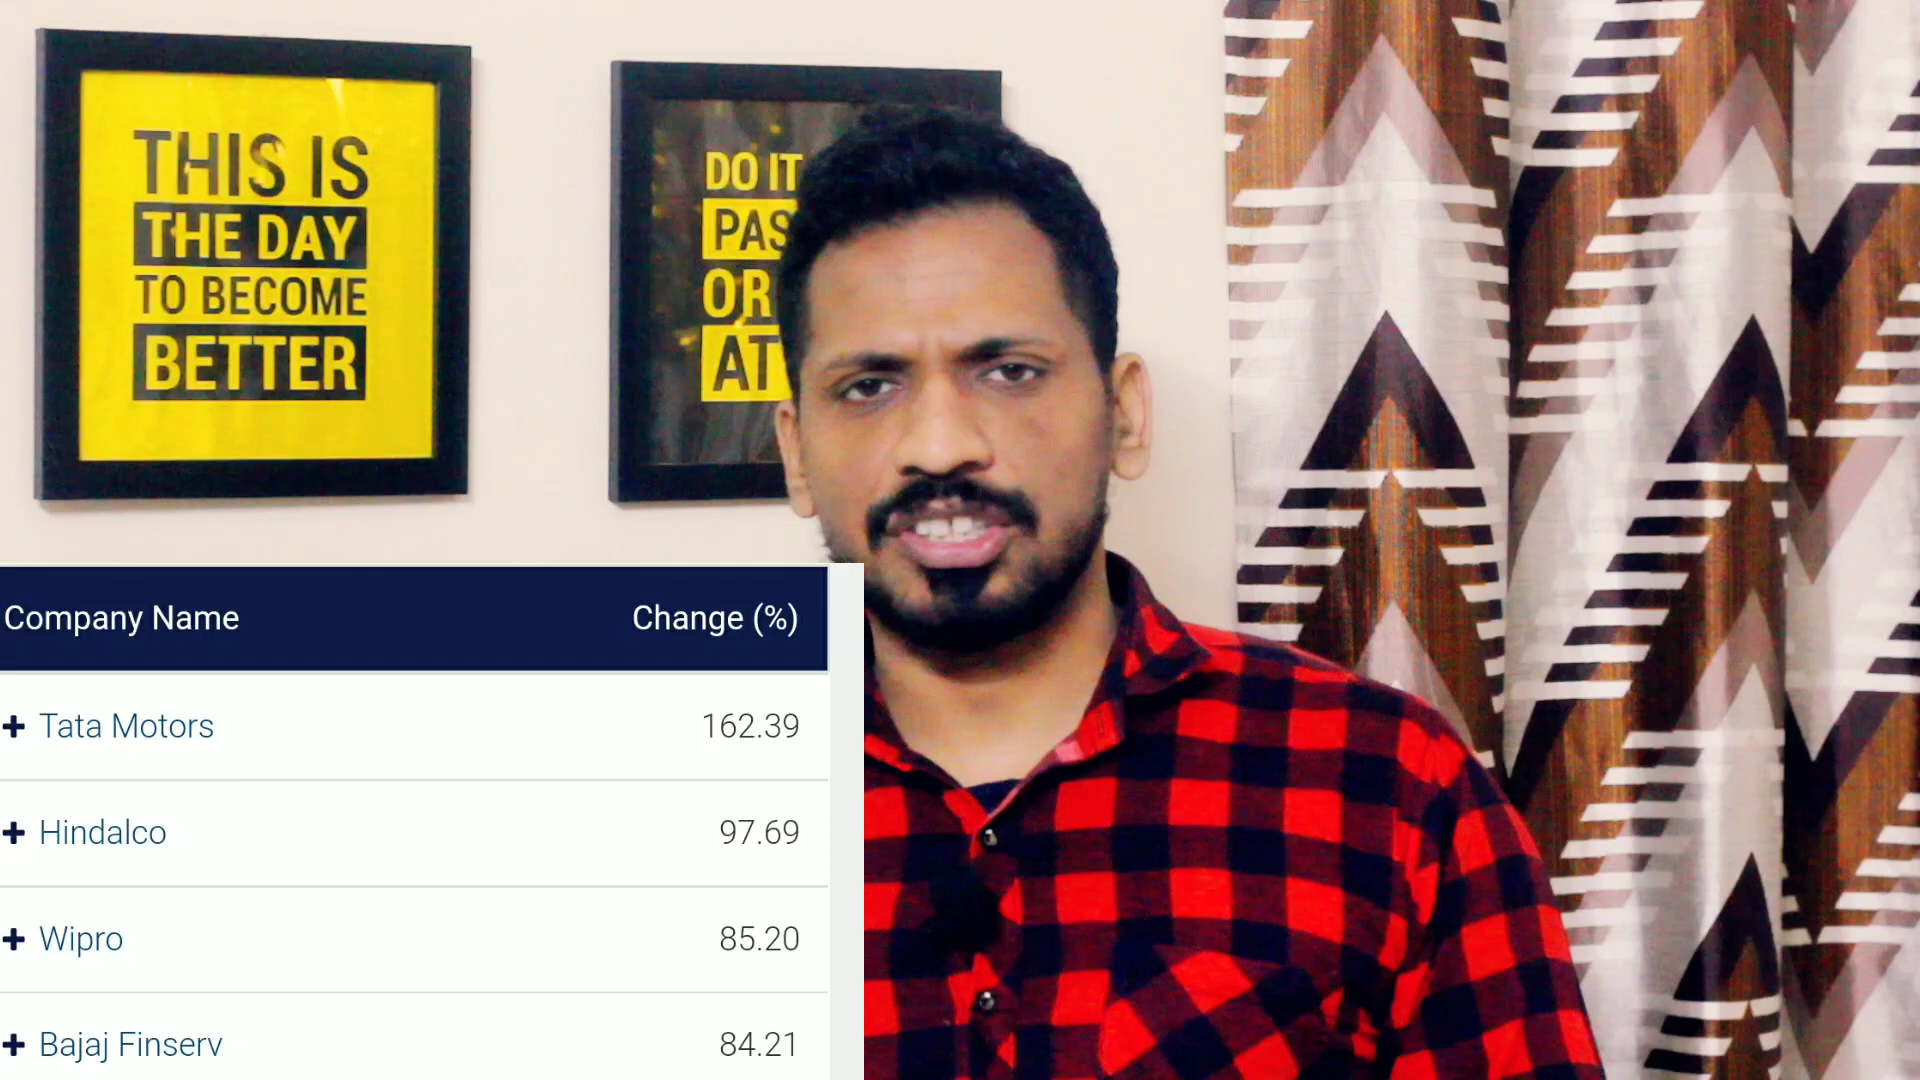 THIS IS
THE DAY
TO BECOME
BETTER
DO IT
OR
AT
Company Name Change (%)
Tata Motors 162.39
Hindalco 97.69
Wipro 85.20
Bajaj Finserv 84.21